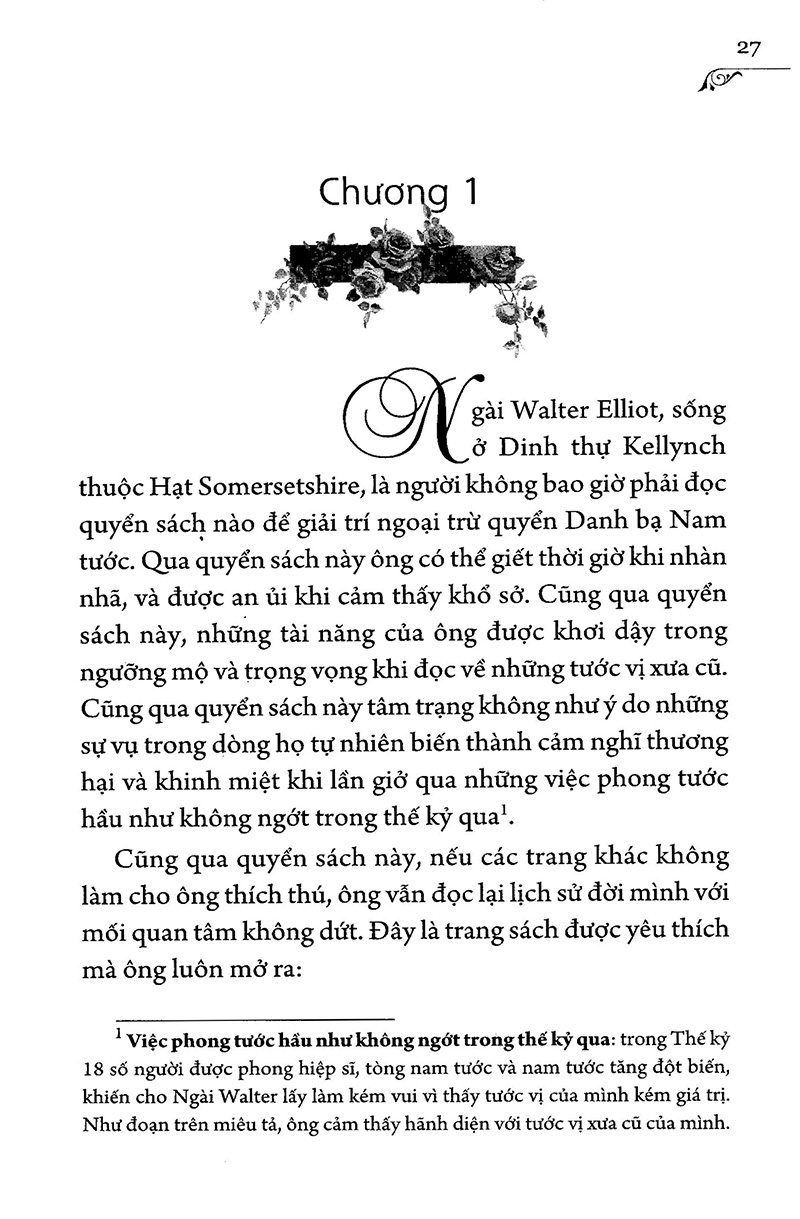 27
Chương 1
Ngài Walter Elliot, sống
ở Dinh thự Kellynch
thuộc Hạt Somersetshire, là người không bao giờ phải đọc
quyển sách nào để giải trí ngoại trừ quyển Danh bạ Nam
tước. Qua quyển sách này ông có thể giết thời giờ khi nhàn
nhã, và được an ủi khi cảm thấy khổ sở. Cũng qua quyển
sách này, những tài năng của ông được khơi dậy trong
ngưỡng mộ và trọng vọng khi đọc về những tước vị xưa cũ.
Cũng qua quyển sách này tâm trạng không như ý do những
sự vụ trong dòng họ tự nhiên biến thành cảm nghĩ thương
hại và khinh miệt khi lần giở qua những việc phong tước
hầu như không ngớt trong thế kỷ qua¹.
Cũng qua quyển sách này, nếu các trang khác không
làm cho ông thích thú, ông vẫn đọc lại lịch sử đời mình với
mối quan tâm không dứt. Đây là trang sách được yêu thích
mà ông luôn mở ra:
¹ Việc phong tước hầu như không ngớt trong thế kỷ qua: trong Thế kỷ
18 số người được phong hiệp sĩ, tòng nam tước và nam tước tăng đột biến,
khiến cho Ngài Walter lấy làm kém vui vì thấy tước vị của mình kém giá trị.
Như đoạn trên miêu tả, ông cảm thấy hãnh diện với tước vị xưa cũ của mình.